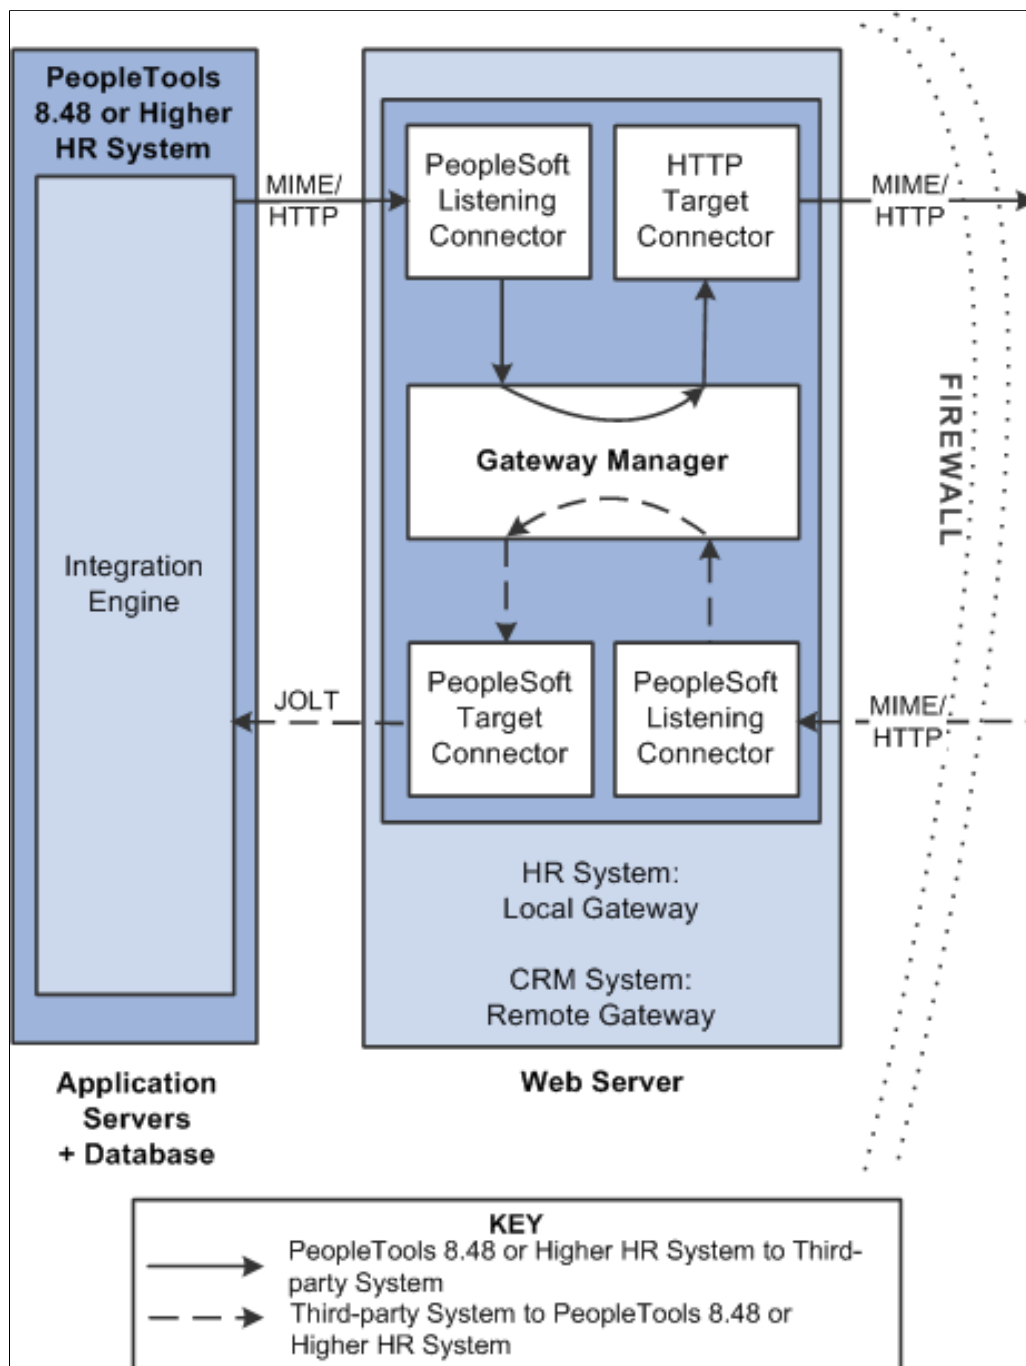 PeopleTools
8.48 or Higher
HR System
Integration
Engine
MIME/
HTTP
PeopleSoft
Listening
Connector
HTTP
Target
Connector
MIME/
HTTP
Gateway Manager
FIREWALL
JOLT
PeopleSoft
Target
Connector
PeopleSoft
Listening
Connector
MIME/
HTTP
HR System:
Local Gateway
CRM System:
Remote Gateway
Application
Servers
+ Database
Web Server
KEY
PeopleTools 8.48 or Higher HR System to Third-
party System
Third-party System to PeopleTools 8.48 or
Higher HR System